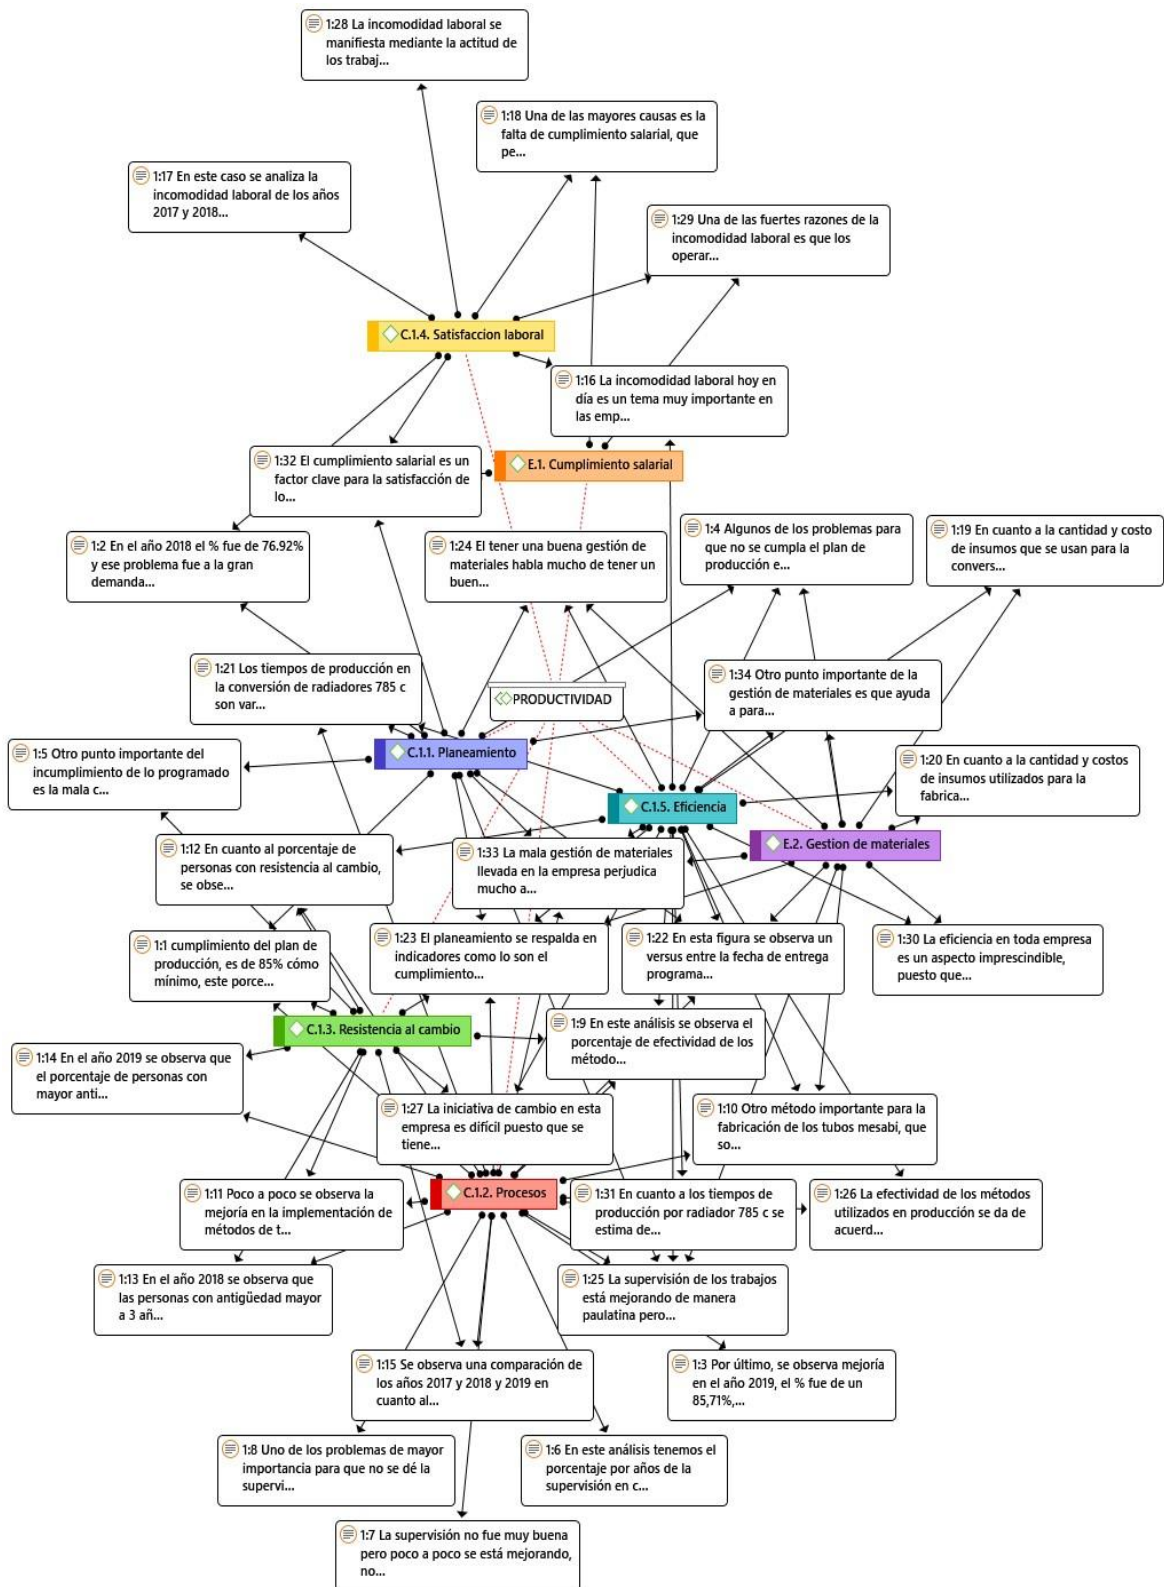 1:28 La incomodidad laboral se
manifiesta mediante la actitud de
los trabaj...
1:18 Una de las mayores causas es la
falta de cumplimiento salarial, que
pe...
1:17 En este caso se analiza la
incomodidad laboral de los años
2017 y 2018...
1:29 Una de las fuertes razones de la
incomodidad laboral es que los
operar...
C.1.4. Satisfaccion laboral
1:16 La incomodidad laboral hoy en
día es un tema muy importante en
las emp...
1:32 El cumplimiento salarial es un
factor clave para la satisfacción de
lo...
E.1. Cumplimiento salarial
1:2 En el año 2018 el % fue de 76.92%
y ese problema fue a la gran
demanda...
1:24 El tener una buena gestión de
materiales habla mucho de tener un
buen...
1:4 Algunos de los problemas para
que no se cumpla el plan de
producción e...
1:19 En cuanto a la cantidad y costo
de insumos que se usan para la
convers...
1:21 Los tiempos de producción en
la conversión de radiadores 785 c
son var...
PRODUCTIVIDAD
1:34 Otro punto importante de la
gestión de materiales es que ayuda
a para...
1:5 Otro punto importante del
incumplimiento de lo programado
es la mala c...
C.1.1. Planeamiento
1:20 En cuanto a la cantidad y costos
de insumos utilizados para la
fabrica...
C.1.5. Eficiencia
1:12 En cuanto al porcentaje de
personas con resistencia al cambio,
se obse...
1:33 La mala gestión de materiales
llevada en la empresa perjudica
mucho a...
E.2. Gestion de materiales
1:1 cumplimiento del plan de
producción, es de 85% cómo
mínimo, este porce...
1:23 El planeamiento se respalda en
indicadores como lo son el
cumplimiento...
1:22 En esta figura se observa un
versus entre la fecha de entrega
programa...
1:30 La eficiencia en toda empresa
es un aspecto imprescindible,
puesto que...
C.1.3. Resistencia al cambio
1:9 En este análisis se observa el
porcentaje de efectividad de los
método...
1:14 En el año 2019 se observa que
el porcentaje de personas con
mayor anti...
1:27 La iniciativa de cambio en esta
empresa es difícil puesto que se
tiene...
1:10 Otro método importante para la
fabricación de los tubos mesabi, que
so...
1:11 Poco a poco se observa la
mejoría en la implementación de
métodos de t...
C.1.2. Procesos
1:31 En cuanto a los tiempos de
producción por radiador 785 c se
estima de...
1:26 La efectividad de los métodos
utilizados en producción se da de
acuerd...
1:13 En el año 2018 se observa que
las personas con antigüedad mayor
a 3 añ...
1:25 La supervisión de los trabajos
está mejorando de manera
paulatina pero...
1:15 Se observa una comparación de
los años 2017 y 2018 y 2019 en
cuanto al...
1:3 Por último, se observa mejoría
en el año 2019, el % fue de un
85,71%,...
1:8 Uno de los problemas de mayor
importancia para que no se dé la
supervi...
1:6 En este análisis tenemos el
porcentaje por años de la
supervisión en c...
1:7 La supervisión no fue muy buena
pero poco a poco se está mejorando,
no...